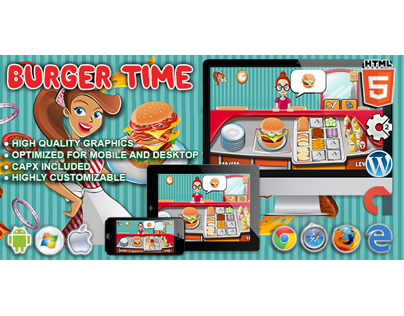 BURGER TIME
HTML
5
• HIGH QUALITY GRAPHICS
• OPTIMIZED FOR MOBILE AND DESKTOP
• CAPX INCLUDED
• HIGHLY CUSTOMIZABLE